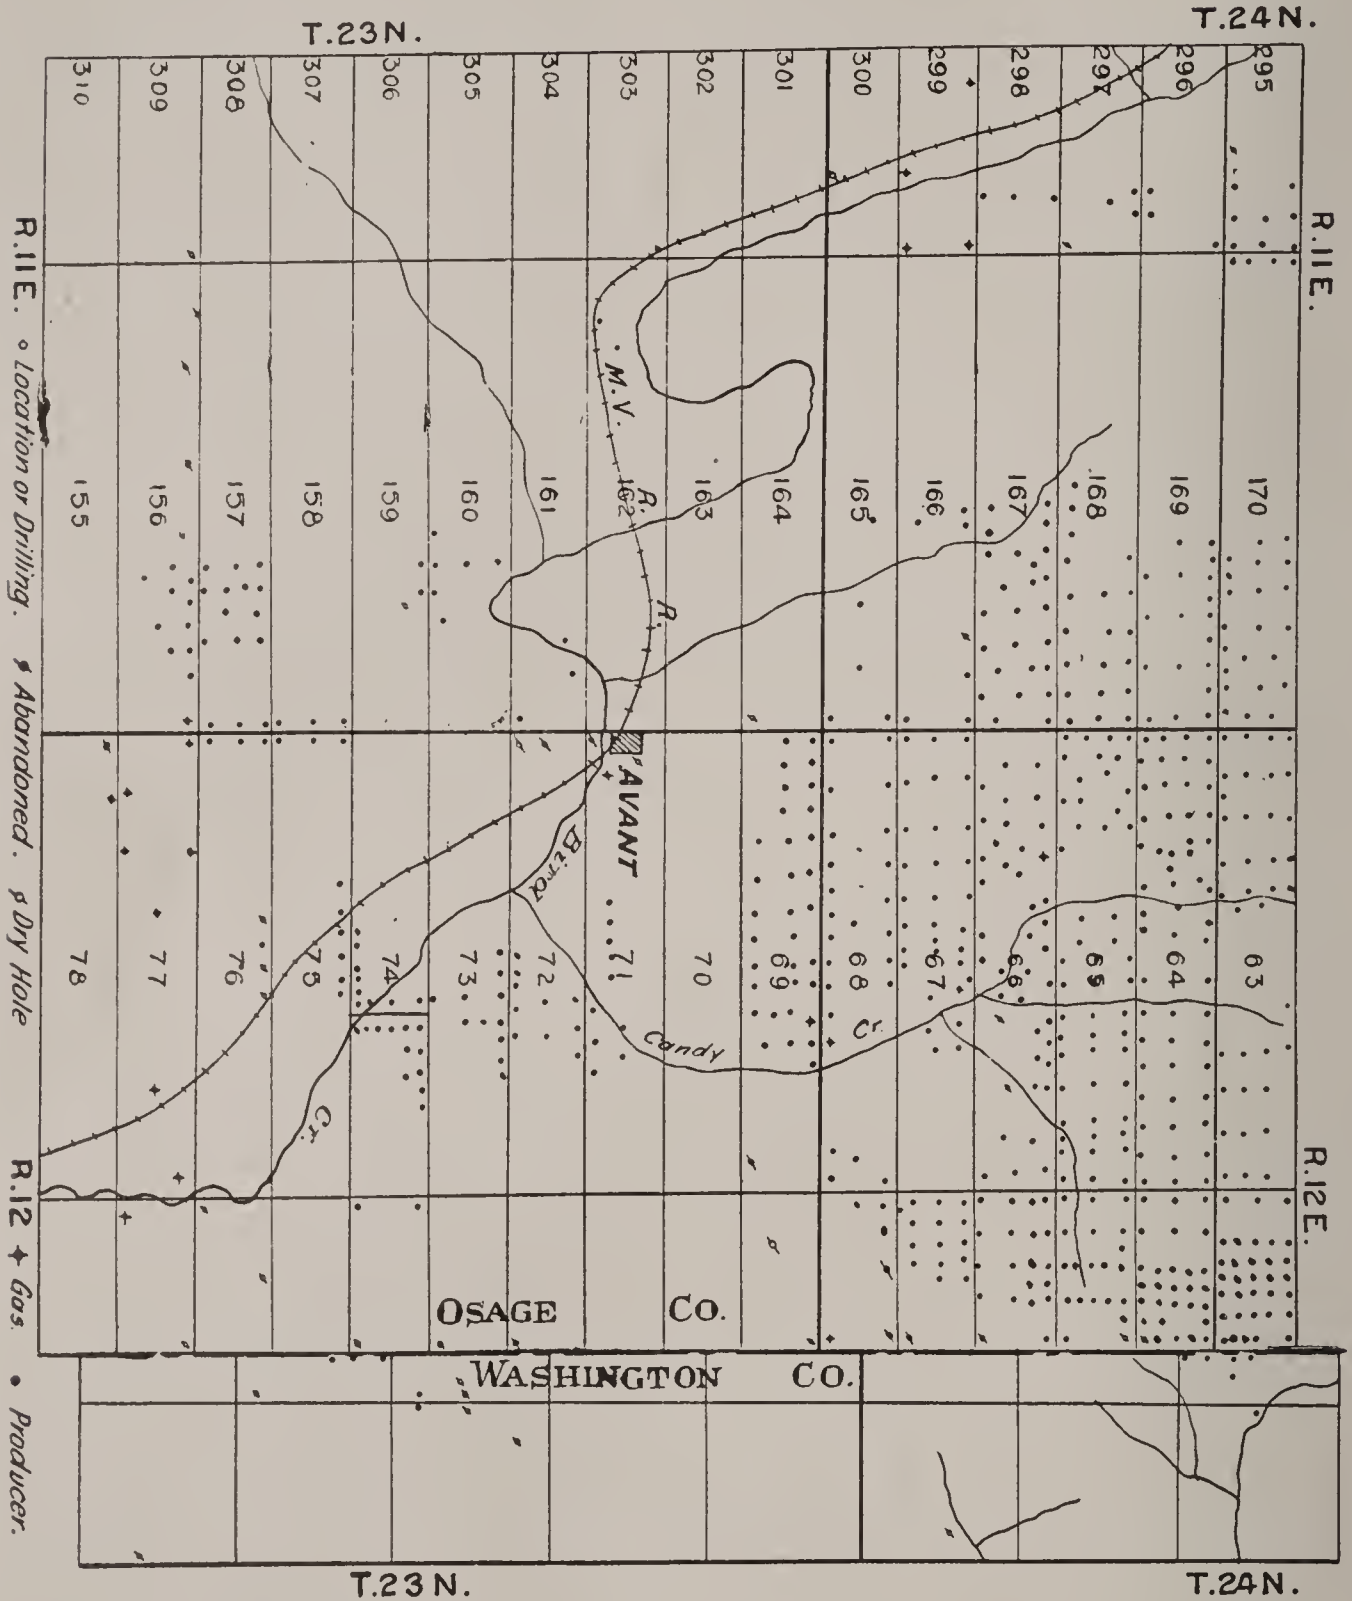 T.23N.
T.24N.
310 309 308 307 306 305 304 303 302 301 300 299 298 297 296 295
R.11E.
R.11E.
M.V.
R.
R.
155 156 157 158 159 160 161 162 163 164 165 166 167 168 169 170
AVANT
Bird
Cr.
78 77 76 75 74 73 72 71 70 69 68 67 66 65 64 63
Candy
Cr.
R.12
R.12E.
OSAGE CO.
WASHINGTON CO.
T.23N.
T.24N.
Location or Drilling. Abandoned. Dry Hole
Gas. Producer.